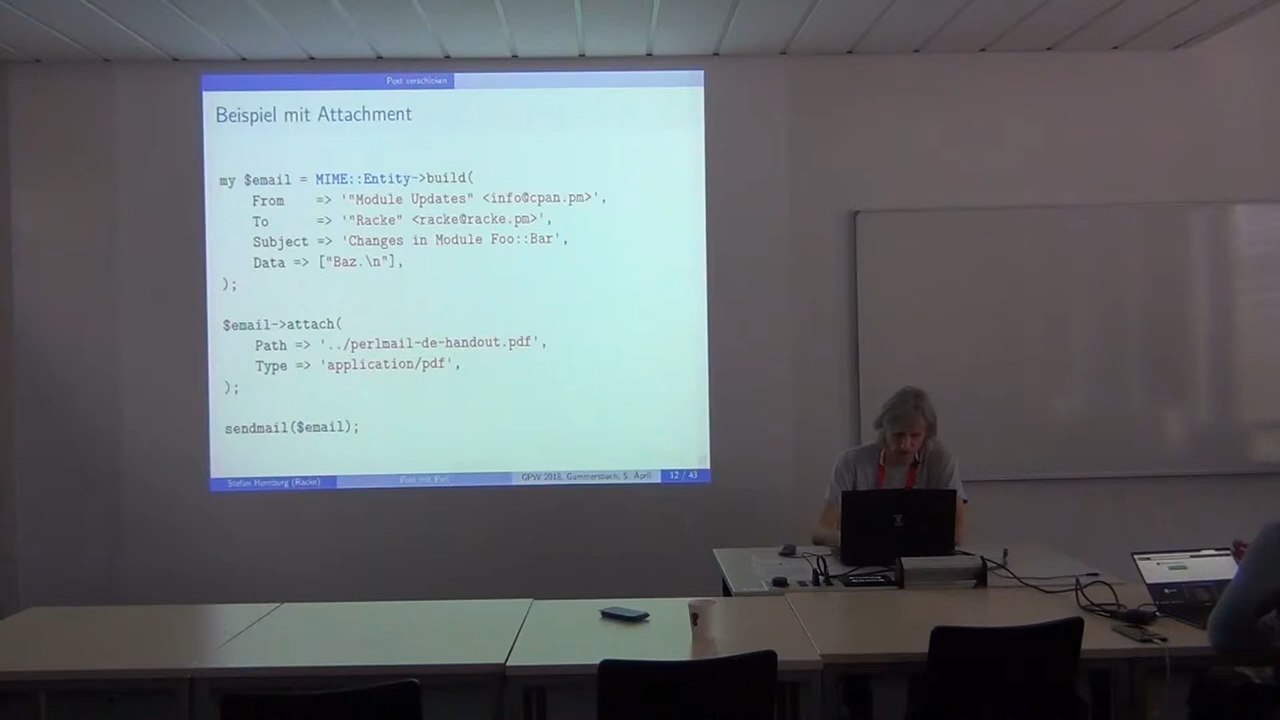 Post verschicken
Beispiel mit Attachment
my $email = MIME::Entity->build(
From => '"Module Updates" <info@cpan.pm>',
To => '"Racke" <racke@racke.pm>',
Subject => 'Changes in Module Foo::Bar',
Data => ["Baz.\n"],
);
$email->attach(
Path => '../perlmail-de-handout.pdf',
Type => 'application/pdf',
);
sendmail($email);
Stefan Hornburg (Racke) Post mit Perl GPW 2018, Gummersbach, 5. April 12 / 43